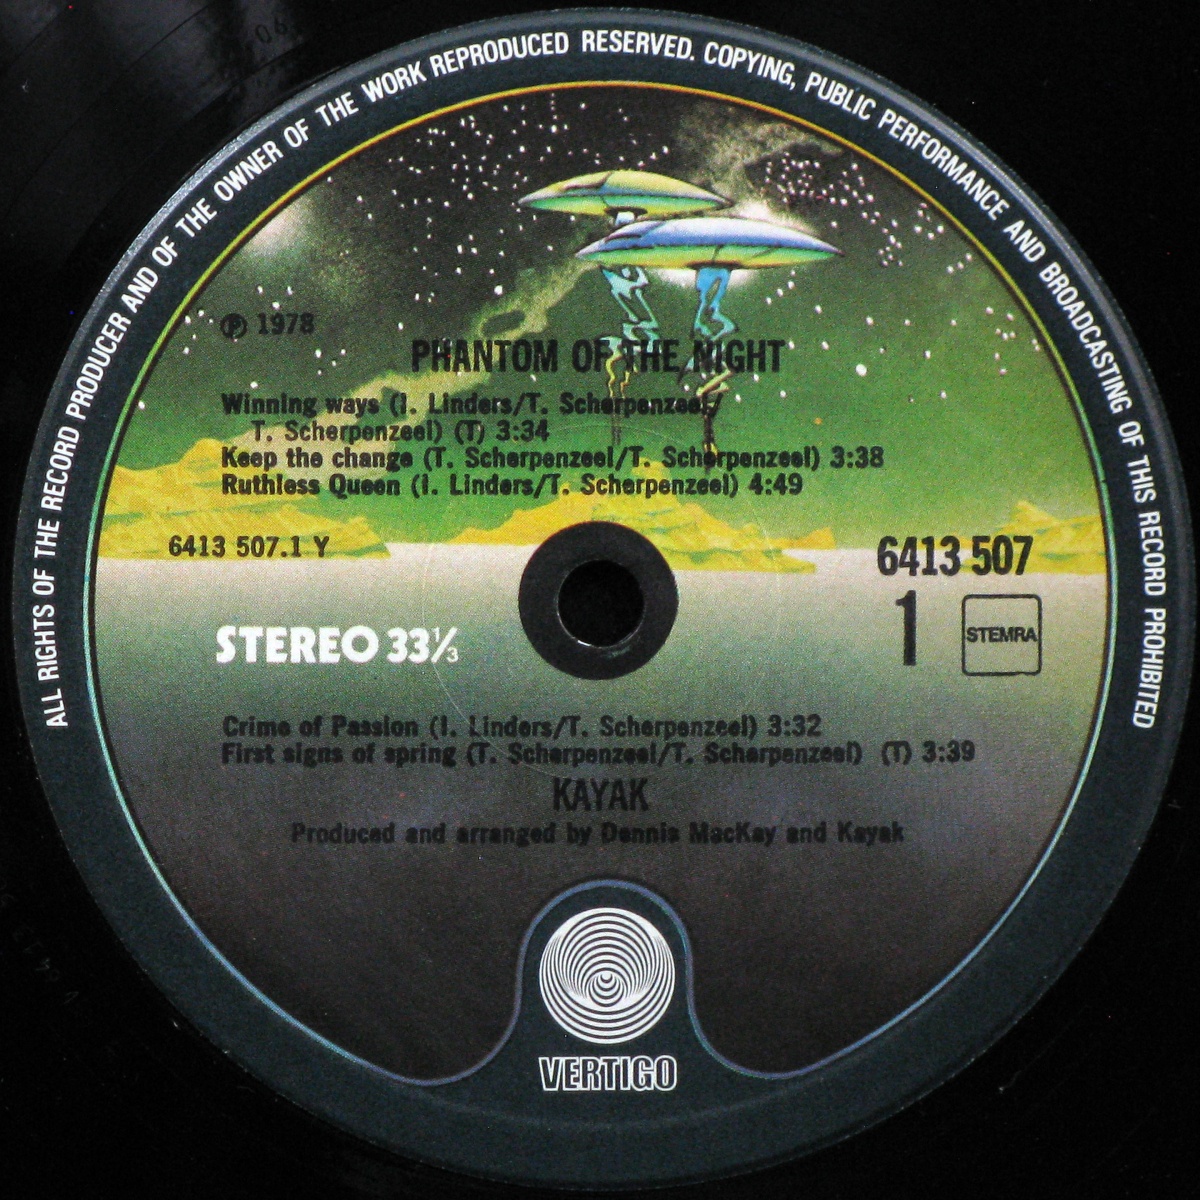 ALL RIGHTS OF THE RECORD PRODUCER AND OF THE OWNER OF THE WORK REPRODUCED RESERVED. COPYING, PUBLIC PERFORMANCE AND BROADCASTING OF THIS RECORD PROHIBITED
℗ 1978
PHANTOM OF THE NIGHT
Winning ways (I. Linders/T. Scherpenzeel/
T. Scherpenzeel) (T) 3:34
Keep the change (T. Scherpenzeel/T. Scherpenzeel) 3:38
Ruthless Queen (I. Linders/T. Scherpenzeel) 4:49
6413 507.1 Y
6413 507
STEREO 33⅓
1
STEMRA
Crime of Passion (I. Linders/T. Scherpenzeel) 3:32
First signs of spring (T. Scherpenzeel/T. Scherpenzeel) (T) 3:39
KAYAK
Produced and arranged by Dennis MacKay and Kayak
VERTIGO